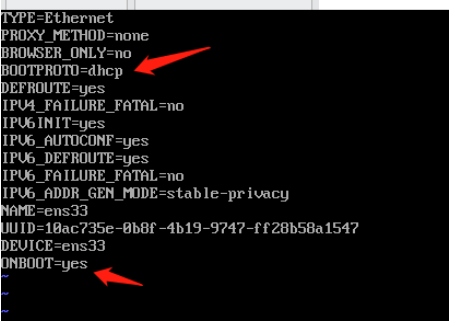 TYPE=Ethernet
PROXY_METHOD=none
BROWSER_ONLY=no
BOOTPROTO=dhcp
DEFROUTE=yes
IPV4_FAILURE_FATAL=no
IPV6INIT=yes
IPV6_AUTOCONF=yes
IPV6_DEFROUTE=yes
IPV6_FAILURE_FATAL=no
IPV6_ADDR_GEN_MODE=stable-privacy
NAME=ens33
UUID=10ac735e-0b8f-4b19-9747-ff28b58a1547
DEVICE=ens33
ONBOOT=yes
~
~
~